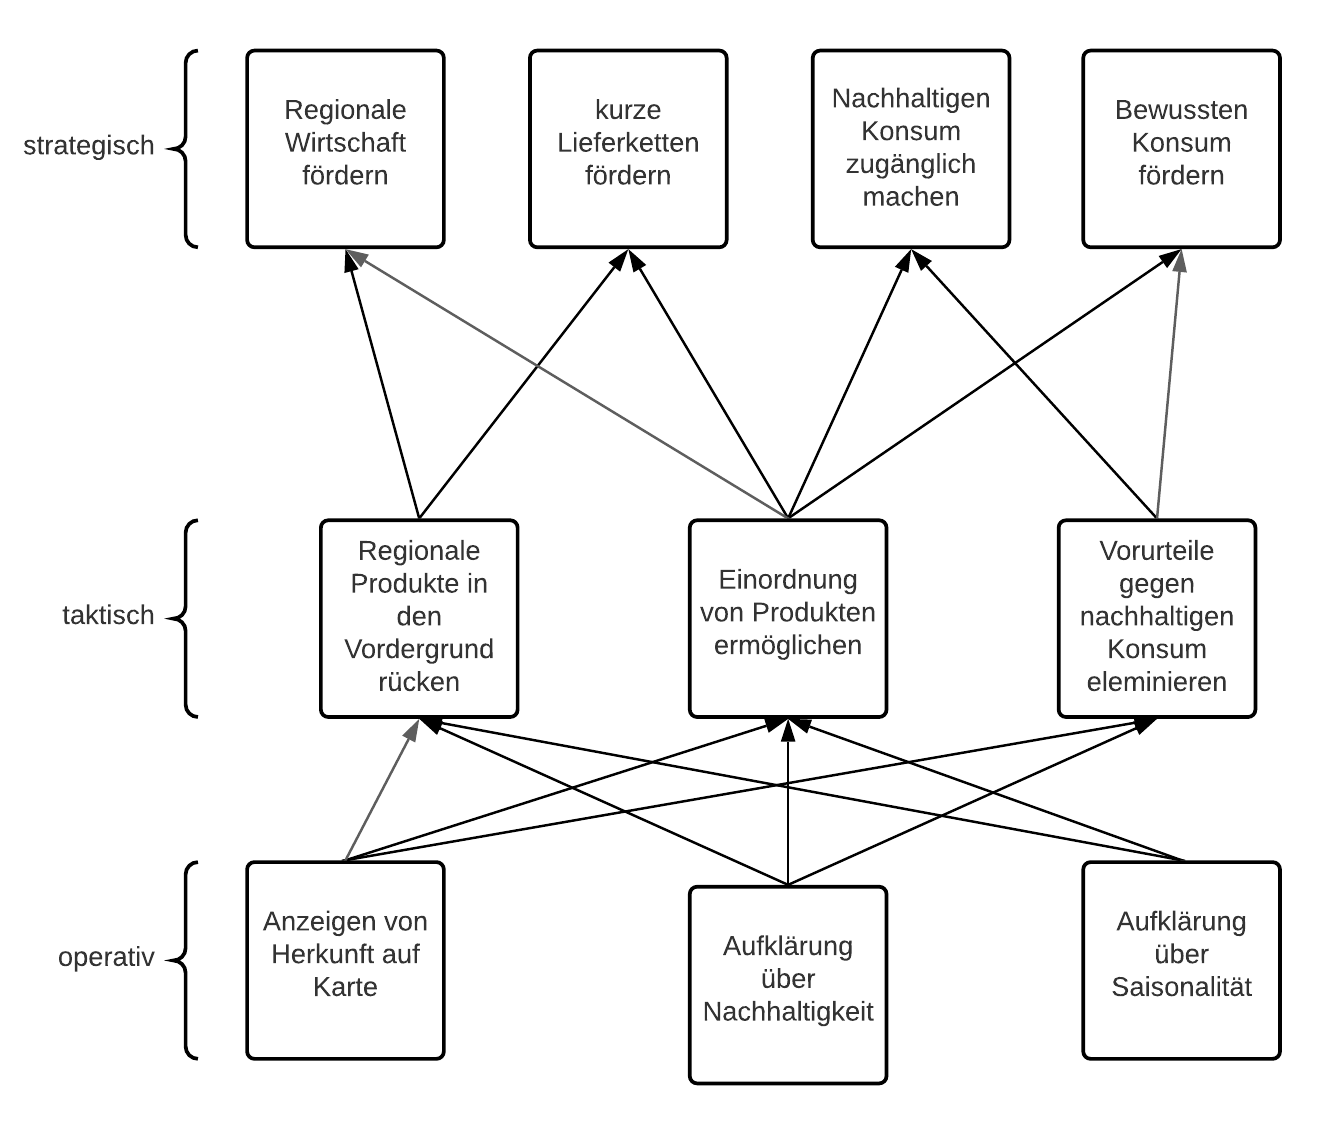 strategisch
Regionale
Wirtschaft
fördern
kurze
Lieferketten
fördern
Nachhaltigen
Konsum
zugänglich
machen
Bewussten
Konsum
fördern
taktisch
Regionale
Produkte in
den
Vordergrund
rücken
Einordnung
von Produkten
ermöglichen
Vorurteile
gegen
nachhaltigen
Konsum
eleminieren
operativ
Anzeigen von
Herkunft auf
Karte
Aufklärung
über
Nachhaltigkeit
Aufklärung
über
Saisonalität